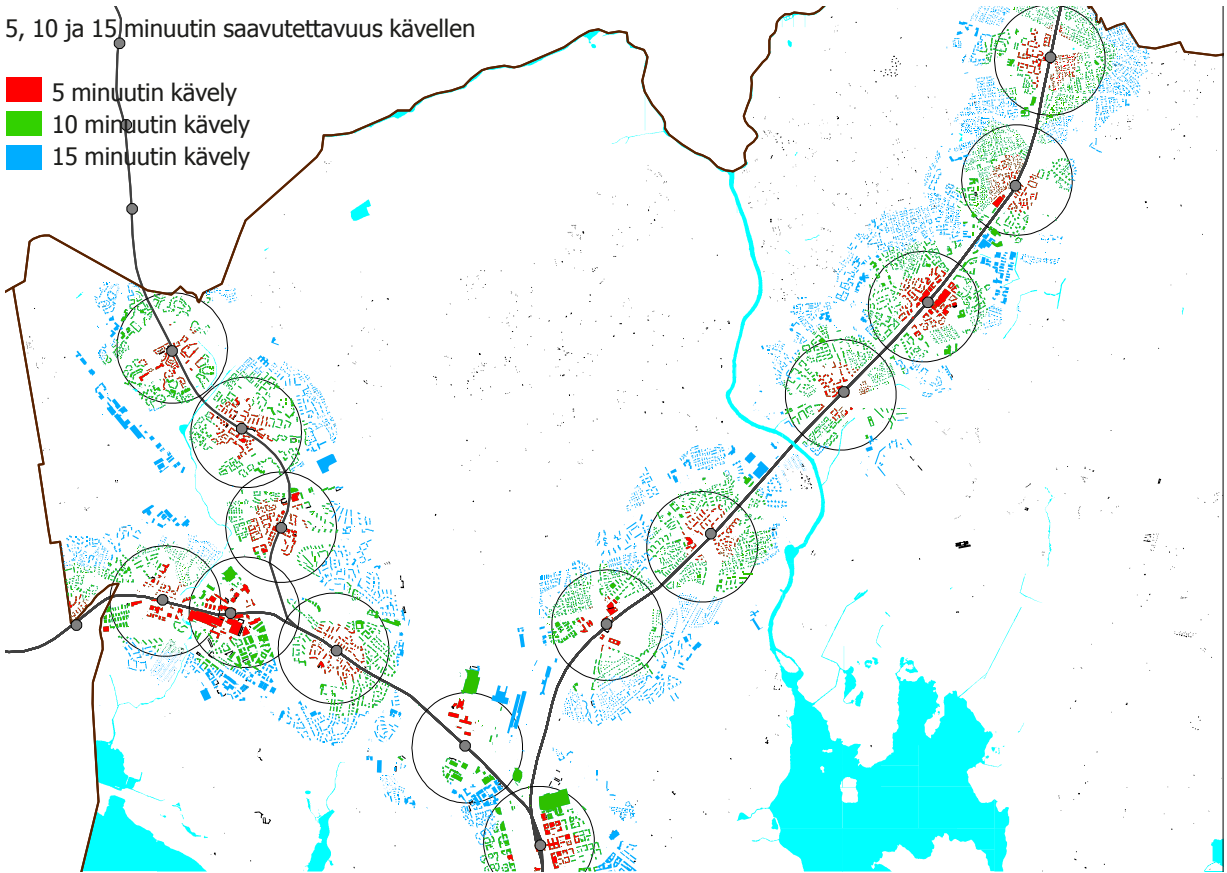 5, 10 ja 15 minuutin saavutettavuus kävellen
5 minuutin kävely
10 minuutin kävely
15 minuutin kävely